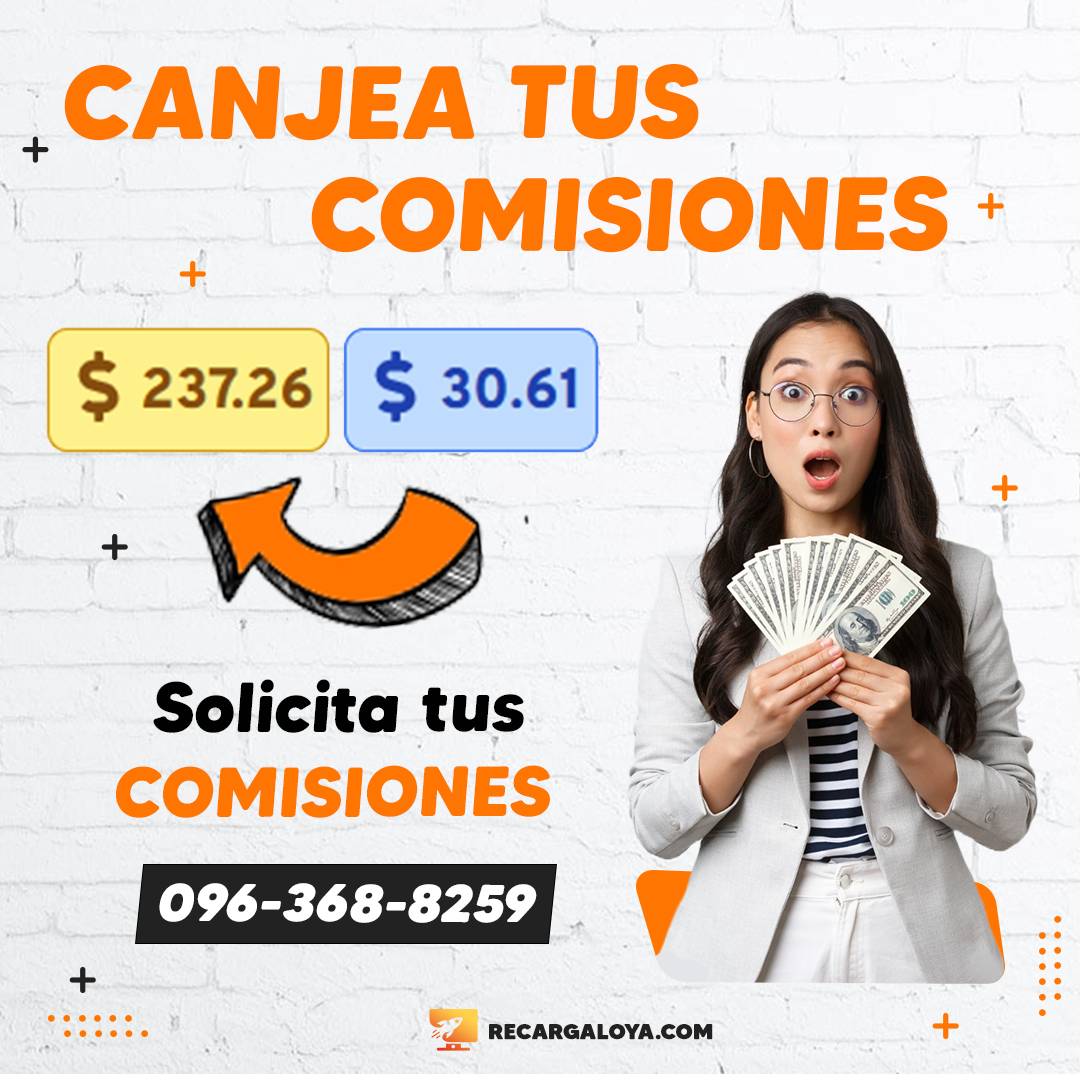 CANJEA TUS
COMISIONES
$ 237.26
$ 30.61
Solicita tus
COMISIONES
096-368-8259
RECARGALOYA.COM